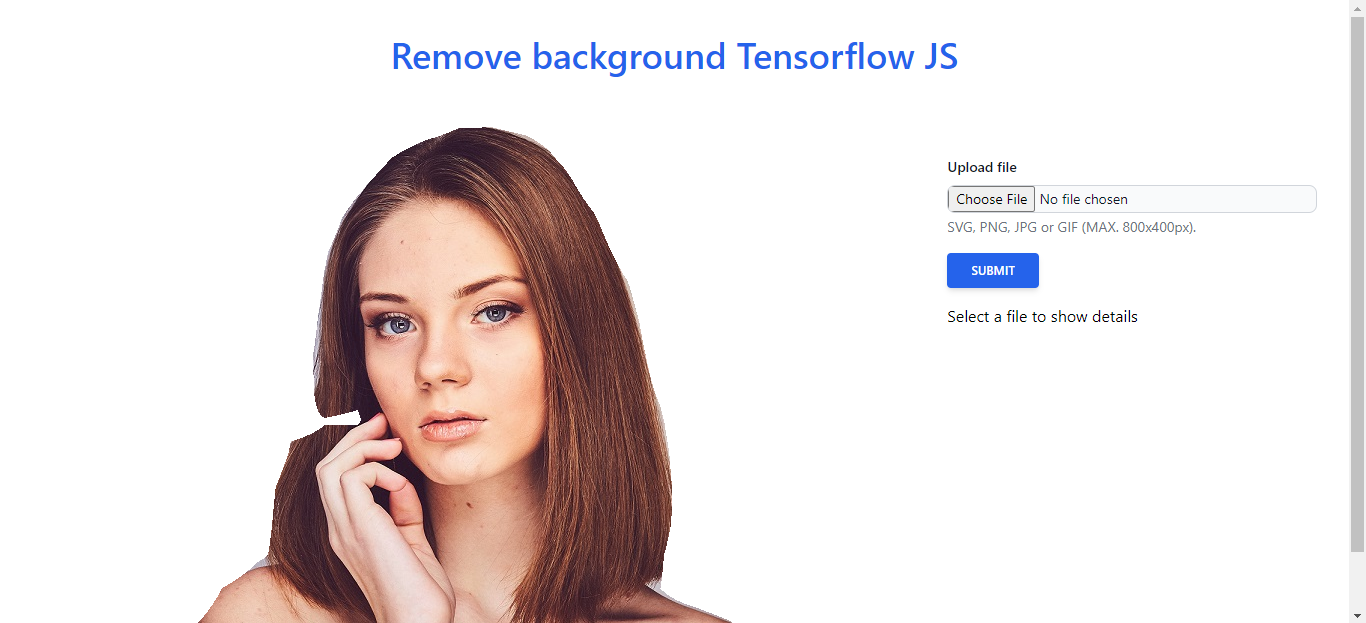 Remove background Tensorflow JS
Upload file
Choose File No file chosen
SVG, PNG, JPG or GIF (MAX. 800x400px).
SUBMIT
Select a file to show details